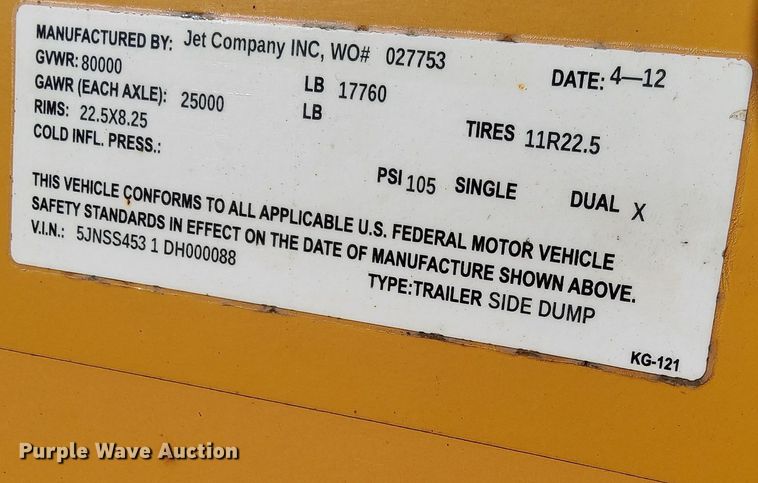 MANUFACTURED BY: Jet Company INC, WO# 027753
GVWR: 80000 LB 17760 DATE: 4—12
GAWR (EACH AXLE): 25000 LB
RIMS: 22.5X8.25 TIRES 11R22.5
COLD INFL. PRESS.: PSI 105 SINGLE DUAL X
THIS VEHICLE CONFORMS TO ALL APPLICABLE U.S. FEDERAL MOTOR VEHICLE
SAFETY STANDARDS IN EFFECT ON THE DATE OF MANUFACTURE SHOWN ABOVE.
V.I.N.: 5JNSS453 1 DH000088 TYPE:TRAILER SIDE DUMP
KG-121
Purple Wave Auction